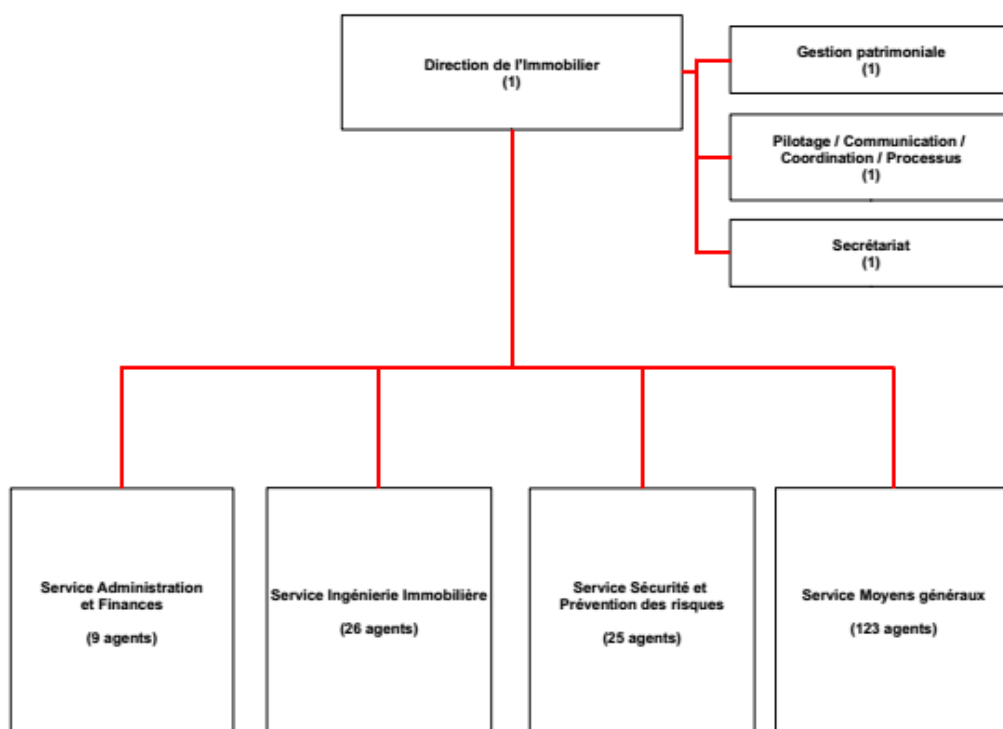 Direction de l'Immobilier
(1)
Gestion patrimoniale
(1)
Pilotage / Communication /
Coordination / Processus
(1)
Secrétariat
(1)
Service Administration
et Finances
(9 agents)
Service Ingénierie Immobilière
(26 agents)
Service Sécurité et
Prévention des risques
(25 agents)
Service Moyens généraux
(123 agents)